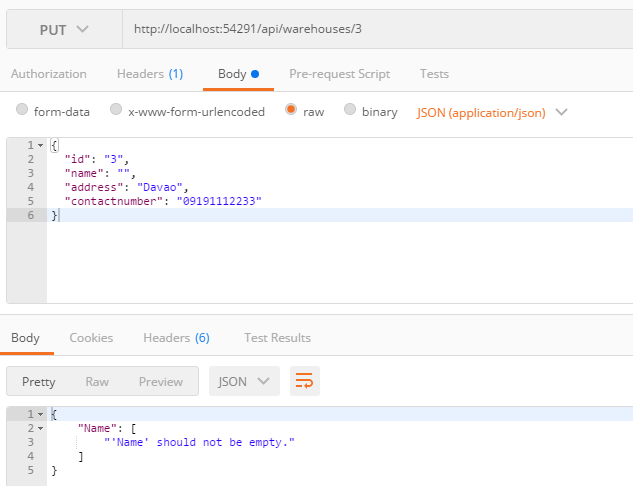 PUT http://localhost:54291/api/warehouses/3
Authorization Headers (1) Body Pre-request Script Tests
form-data x-www-form-urlencoded raw binary JSON (application/json)
1 {
2 "id": "3",
3 "name": "",
4 "address": "Davao",
5 "contactnumber": "09191112233"
6 }
Body Cookies Headers (6) Test Results
Pretty Raw Preview JSON
1 {
2 "Name": [
3 "'Name' should not be empty."
4 ]
5 }